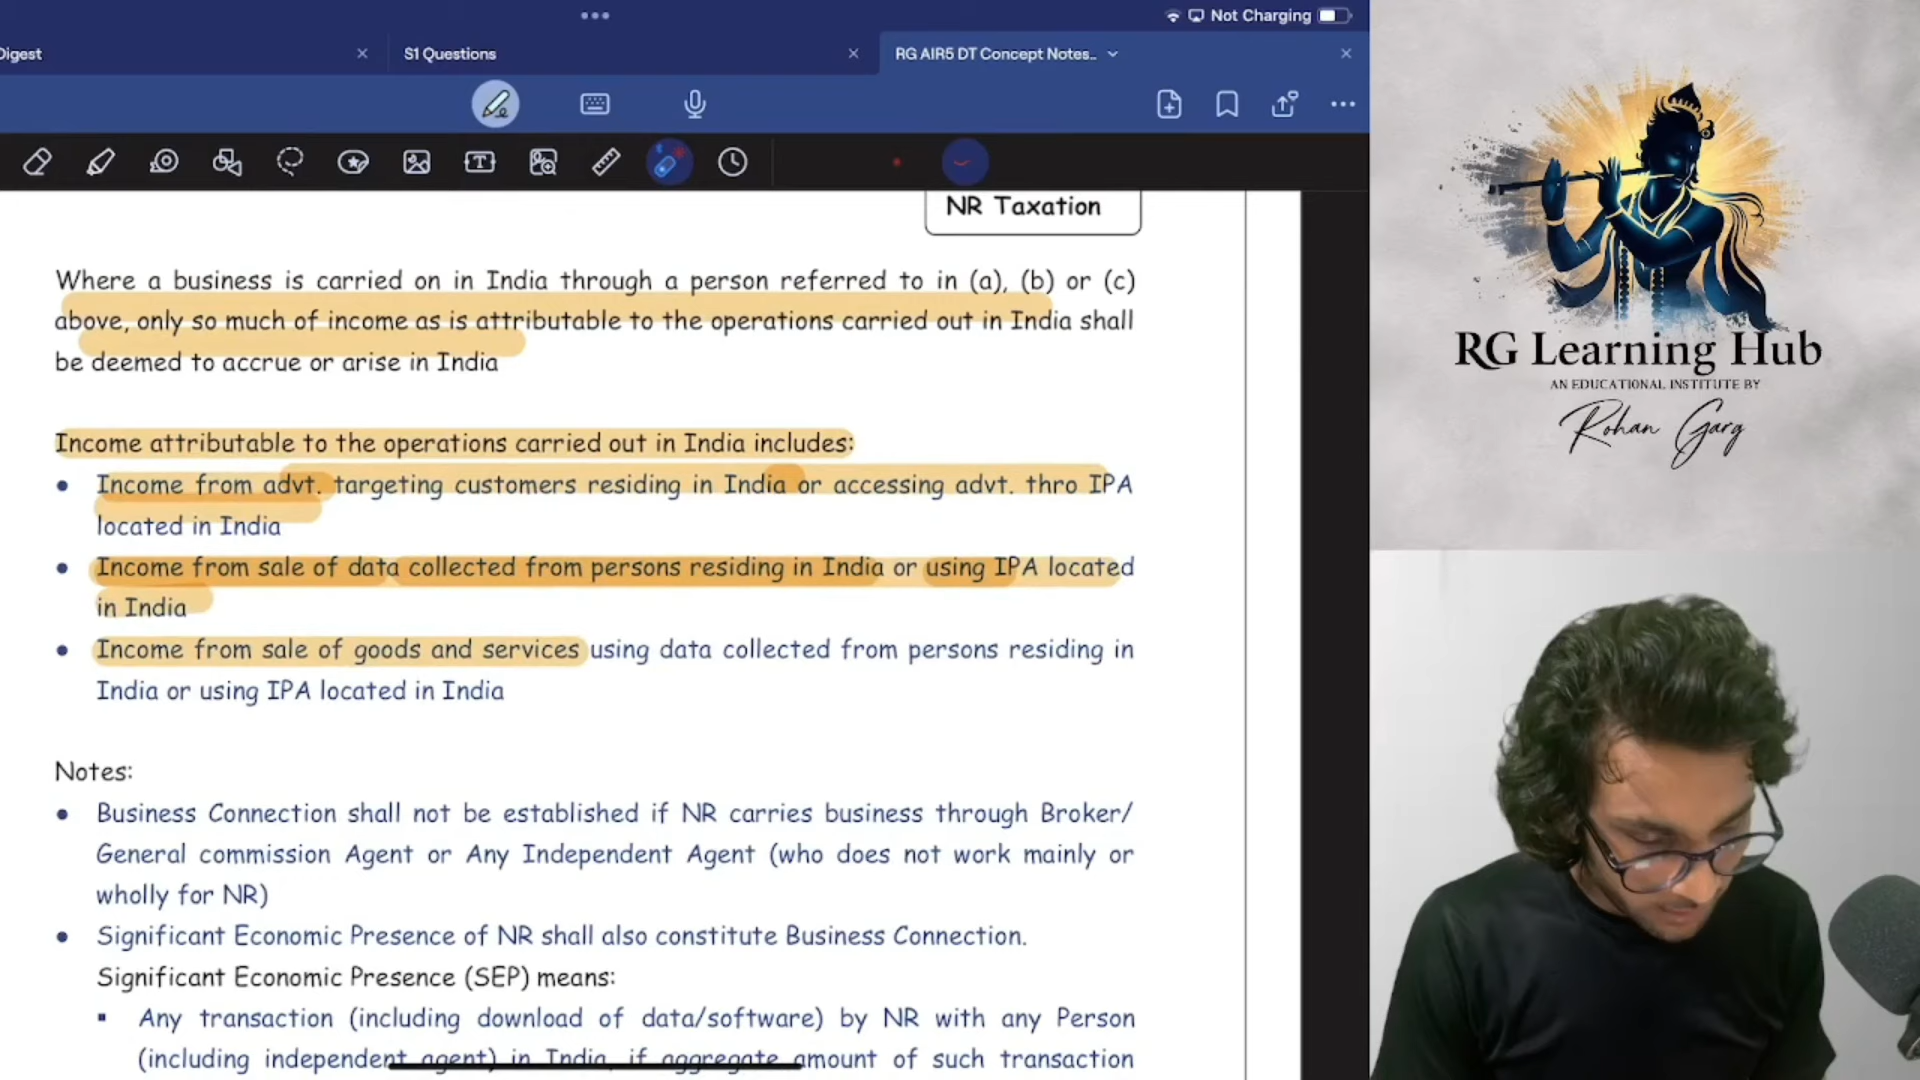 Not Charging
Digest
S1 Questions
RG AIR5 DT Concept Notes..
NR Taxation
Where a business is carried on in India through a person referred to in (a), (b) or (c)
above, only so much of income as is attributable to the operations carried out in India shall
be deemed to accrue or arise in India
Income attributable to the operations carried out in India includes:
• Income from advt. targeting customers residing in India or accessing advt. thro IPA
located in India
• Income from sale of data collected from persons residing in India or using IPA located
in India
• Income from sale of goods and services using data collected from persons residing in
India or using IPA located in India
Notes:
• Business Connection shall not be established if NR carries business through Broker/
General commission Agent or Any Independent Agent (who does not work mainly or
wholly for NR)
• Significant Economic Presence of NR shall also constitute Business Connection.
Significant Economic Presence (SEP) means:
▪ Any transaction (including download of data/software) by NR with any Person
(including independent agent) in India, if aggregate amount of such transaction
RG Learning Hub
AN EDUCATIONAL INSTITUTE BY
Rohan Garg